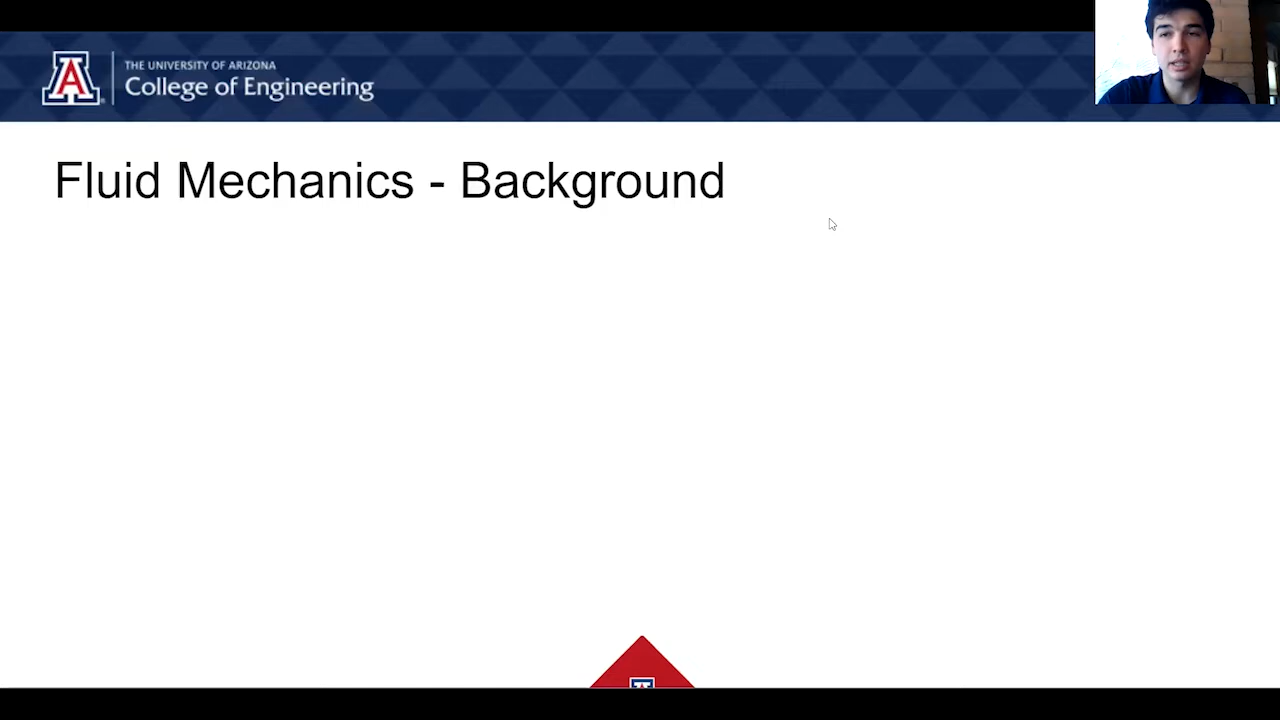 A
THE UNIVERSITY OF ARIZONA
College of Engineering
Fluid Mechanics - Background